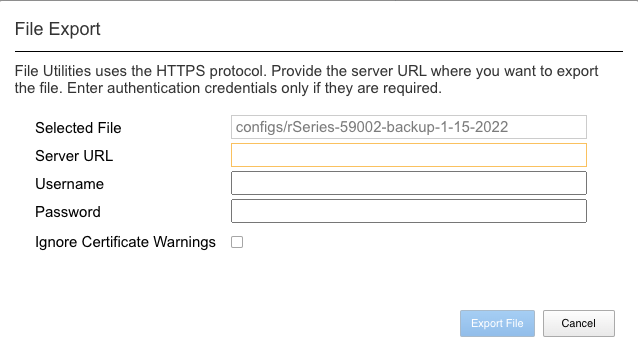 File Export
File Utilities uses the HTTPS protocol. Provide the server URL where you want to export
the file. Enter authentication credentials only if they are required.
Selected File configs/rSeries-59002-backup-1-15-2022
Server URL
Username
Password
Ignore Certificate Warnings
Export File Cancel